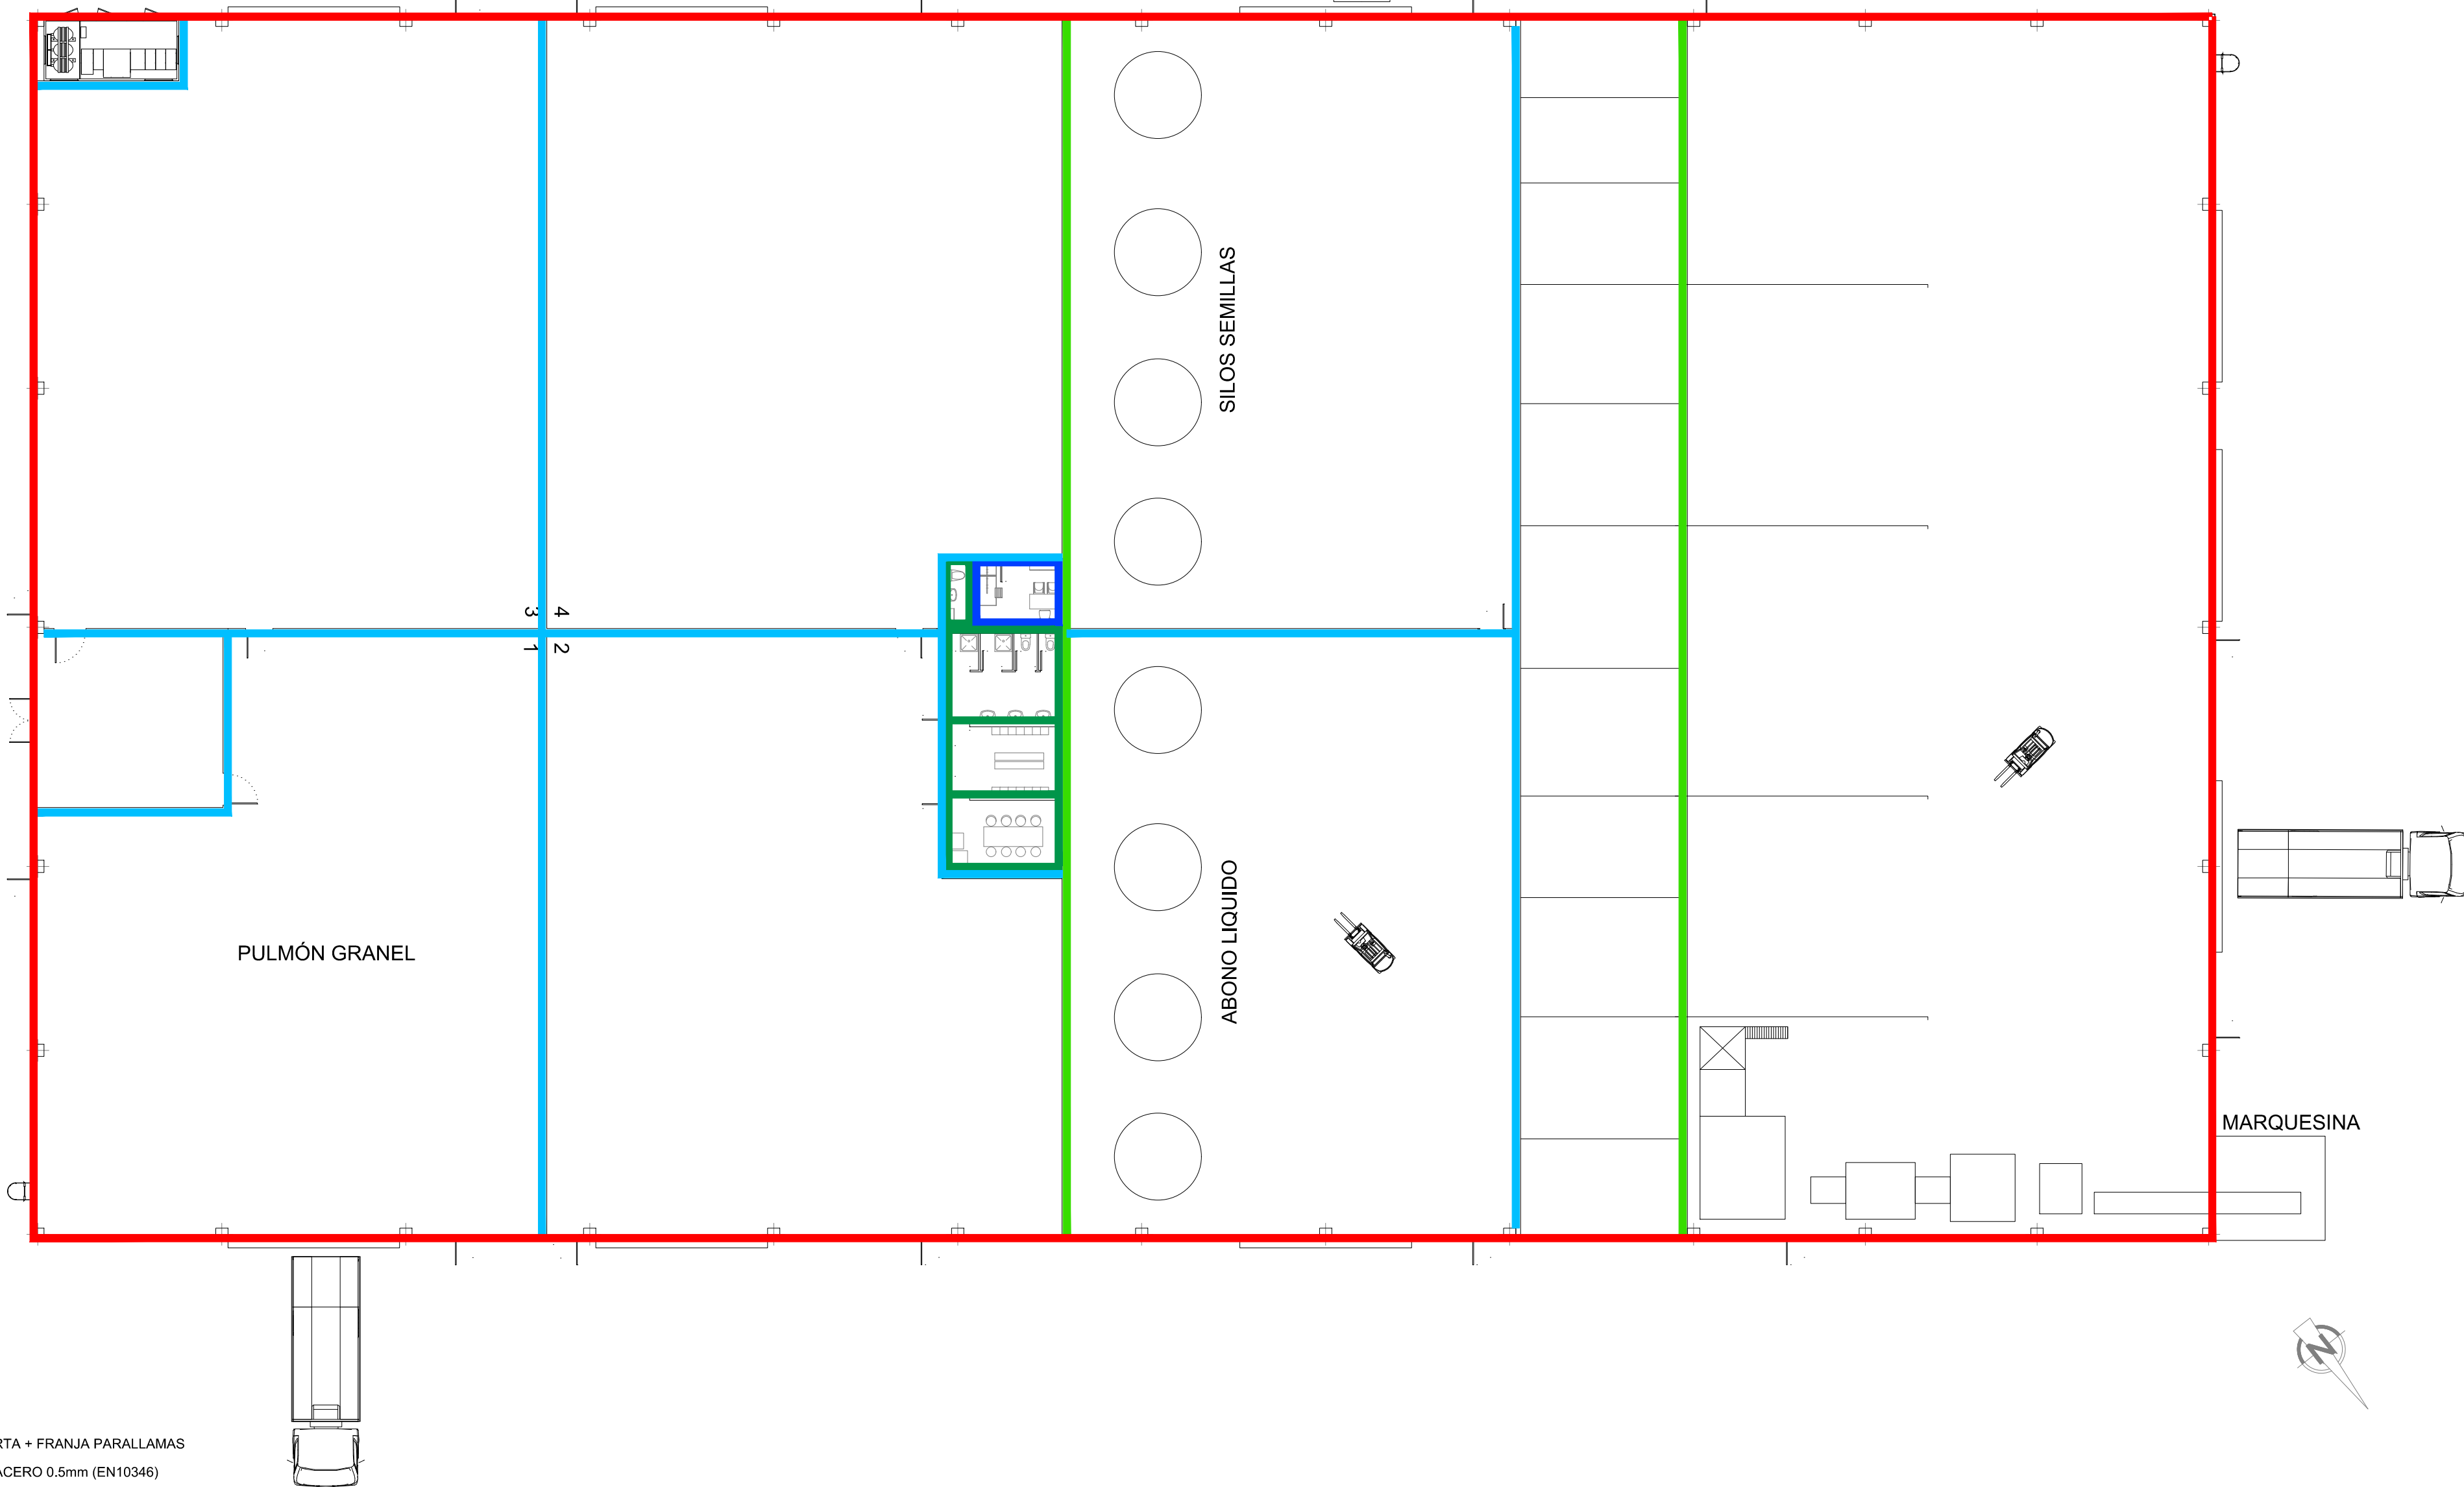 SILOS SEMILLAS
3 4
1 2
PULMÓN GRANEL
ABONO LIQUIDO
MARQUESINA
N
RTA + FRANJA PARALLAMAS
ACERO 0.5mm (EN10346)